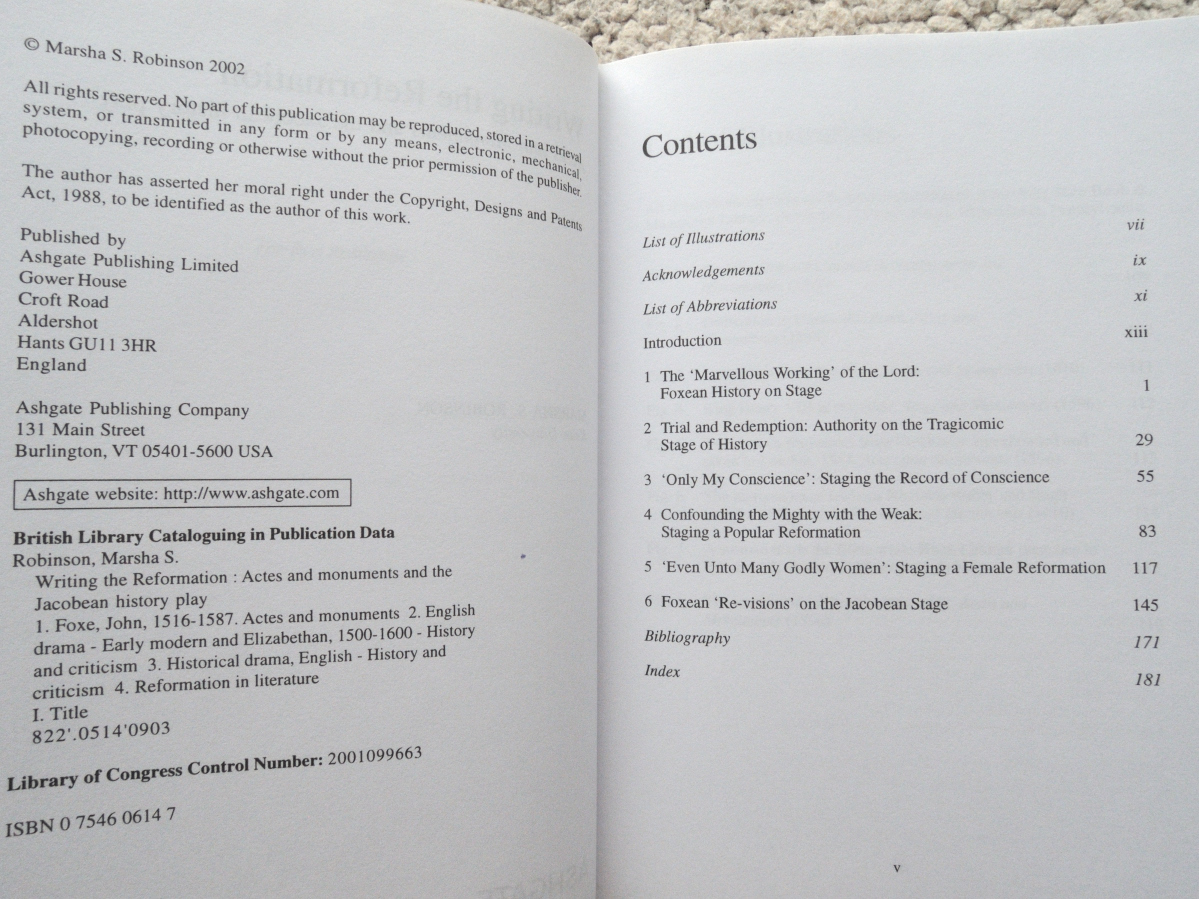 © Marsha S. Robinson 2002
All rights reserved. No part of this publication may be reproduced, stored in a retrieval
system, or transmitted in any form or by any means, electronic, mechanical,
photocopying, recording or otherwise without the prior permission of the publisher.
The author has asserted her moral right under the Copyright, Designs and Patents
Act, 1988, to be identified as the author of this work.
Published by
Ashgate Publishing Limited
Gower House
Croft Road
Aldershot
Hants GU11 3HR
England
Ashgate Publishing Company
131 Main Street
Burlington, VT 05401-5600 USA
Ashgate website: http://www.ashgate.com
British Library Cataloguing in Publication Data
Robinson, Marsha S.
Writing the Reformation : Actes and monuments and the
Jacobean history play
1. Foxe, John, 1516-1587. Actes and monuments 2. English
drama - Early modern and Elizabethan, 1500-1600 - History
and criticism 3. Historical drama, English - History and
criticism 4. Reformation in literature
I. Title
822'.0514'0903
Library of Congress Control Number: 2001099663
ISBN 0 7546 0614 7
Contents
List of Illustrations vii
Acknowledgements ix
List of Abbreviations xi
Introduction xiii
1 The ‘Marvellous Working’ of the Lord:
Foxean History on Stage 1
2 Trial and Redemption: Authority on the Tragicomic
Stage of History 29
3 ‘Only My Conscience’: Staging the Record of Conscience 55
4 Confounding the Mighty with the Weak:
Staging a Popular Reformation 83
5 ‘Even Unto Many Godly Women’: Staging a Female Reformation 117
6 Foxean ‘Re-visions’ on the Jacobean Stage 145
Bibliography 171
Index 181
v